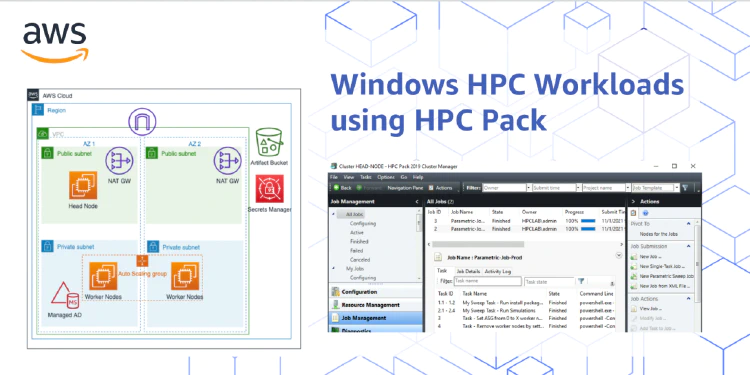 aws
Windows HPC Workloads
using HPC Pack
aws
AWS Cloud
Region
VPC
AZ 1
AZ 2
Public subnet
Public subnet
NAT GW
NAT GW
Head Node
Artifact Bucket
Secrets Manager
Private subnet
Private subnet
Auto Scaling group
Worker Nodes
Worker Nodes
Managed AD
Cluster HEAD-NODE - HPC Pack 2019 Cluster Manager
File View Tasks Options Go Help
Back Navigation Pane Actions Filters: Owner Submit time Project name Job Template
Job Management
All Jobs
Configuring
Active
Finished
Failed
Canceled
My Jobs
Configuring
Configuration
Resource Management
Job Management
Diagnostics
All Jobs (2)
Job ID Job Name State Owner Progress Submit Tim
3 Parametric-Jo... Finished HPCLAB\admin 100% 11/1/2021
2 Parametric-Jo... Finished HPCLAB\admin 100% 11/1/2021
Job Name : Parametric-Job-Prod
Task Job Details Activity Log
Filter: Task name Task state
Task ID Task Name State Command Line
1.1 - 1.2 My Sweep Task - Run install package... Finished powershell.exe
2.1 - 2.4 My Sweep Task - Run Simulations Finished powershell.exe
3 Task - Set ASG from 0 to X worker n... Finished powershell -Co
4 Task - Remove worker nodes by sett... Finished powershell -Co
Actions
Pivot To
Nodes for the Jobs
Job Submission
New Job...
New Single-Task Job...
New Parametric Sweep Job
New Job from XML File...
Job Actions
View Job...
Modify Job...
Add Task to Job...